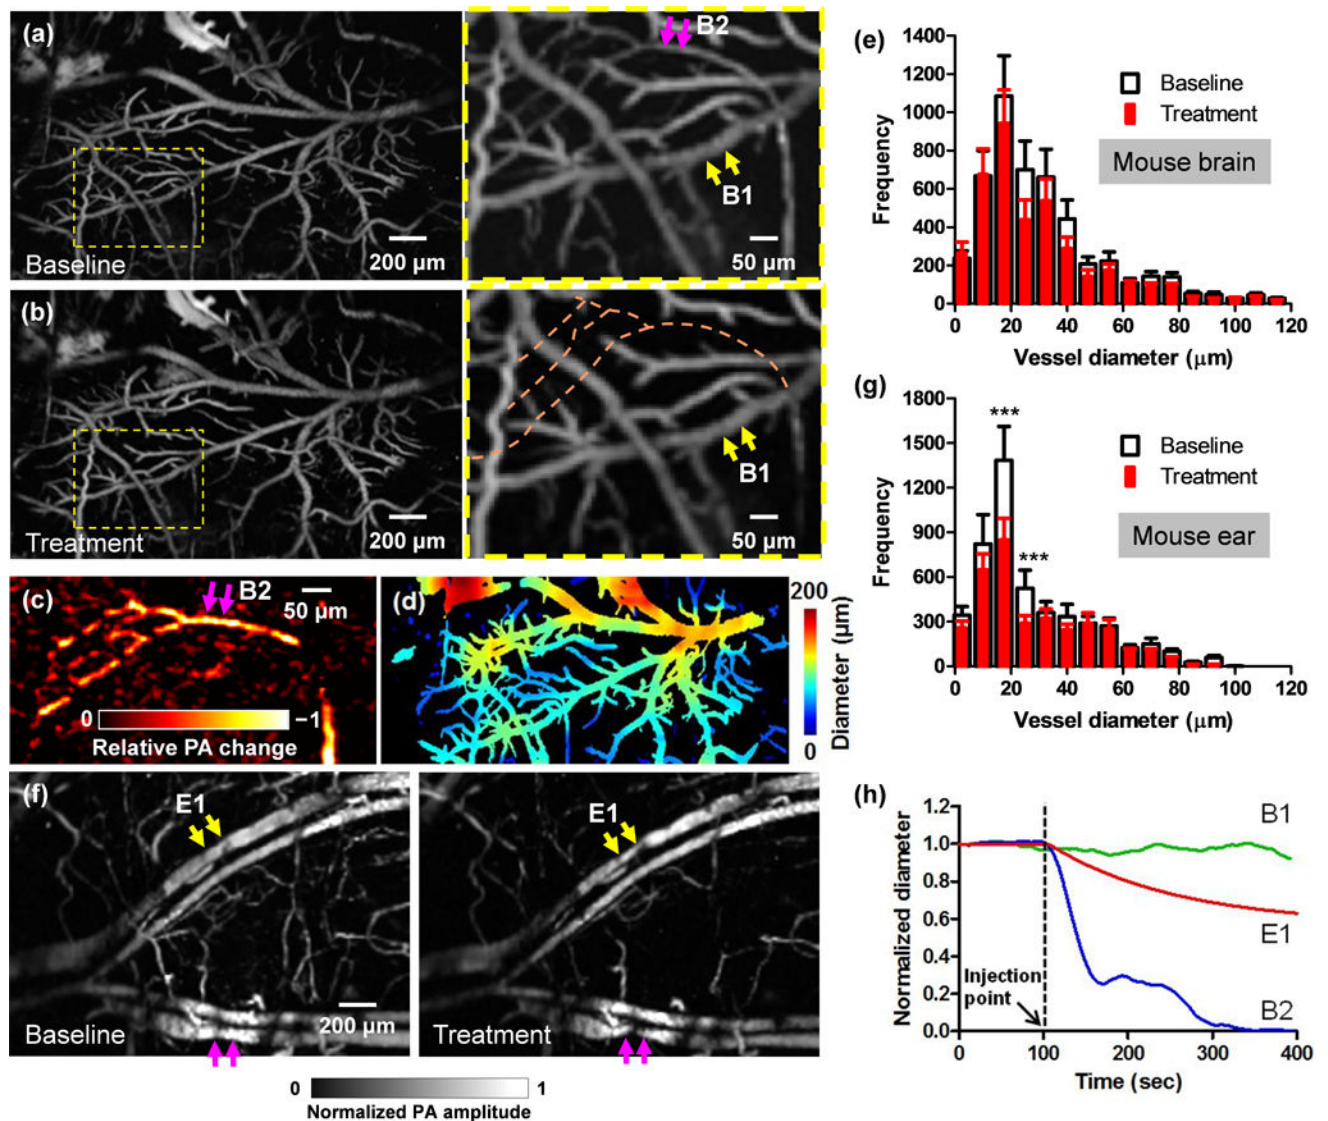 (a)
B2
B1
Baseline
200 µm
50 µm
(b)
B1
Treatment
200 µm
50 µm
(c)
B2
50 µm
0
−1
Relative PA change
(d)
200
Diameter (µm)
0
(e)
1400
1200
1000
800
600
400
200
0
Frequency
Baseline
Treatment
Mouse brain
0 20 40 60 80 100 120
Vessel diameter (µm)
(g)
1800
1500
1200
900
600
300
0
Frequency
***
***
Baseline
Treatment
Mouse ear
0 20 40 60 80 100 120
Vessel diameter (µm)
(f)
E1
Baseline
200 µm
E1
Treatment
0
1
Normalized PA amplitude
(h)
1.2
1.0
0.8
0.6
0.4
0.2
0.0
Normalized diameter
B1
E1
B2
Injection
point
0 100 200 300 400
Time (sec)